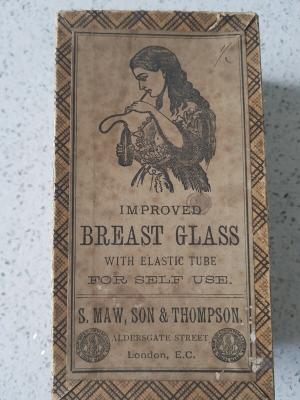 IMPROVED
BREAST GLASS
WITH ELASTIC TUBE
FOR SELF USE.
S. MAW, SON & THOMPSON.
ALDERSGATE STREET
London, E.C.